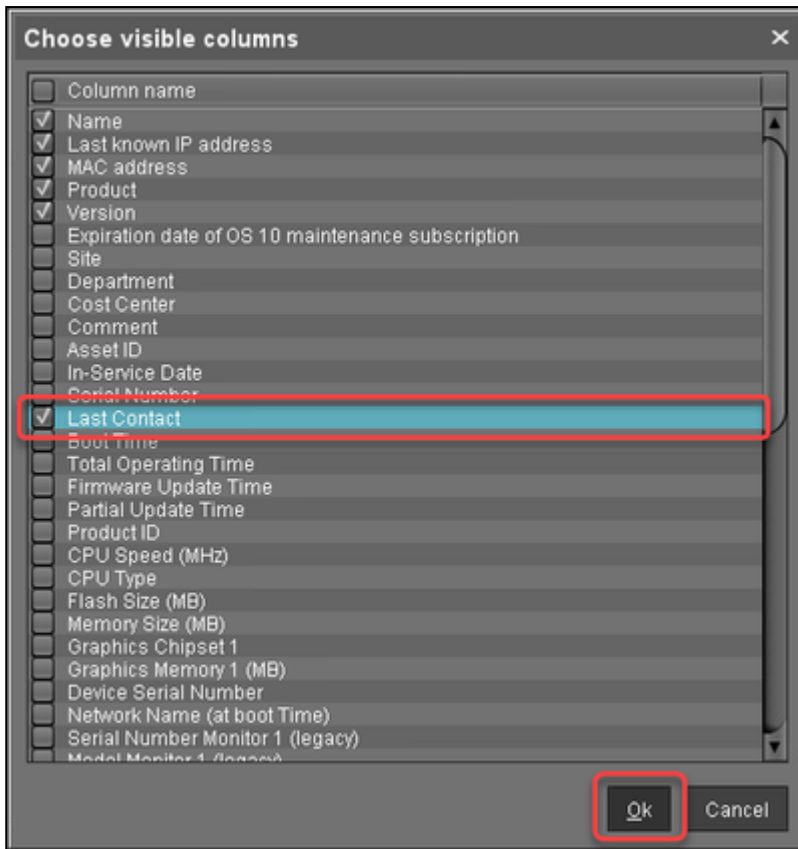 Choose visible columns
Column name
Name
Last known IP address
MAC address
Product
Version
Expiration date of OS 10 maintenance subscription
Site
Department
Cost Center
Comment
Asset ID
In-Service Date
Serial Number
Last Contact
Boot Time
Total Operating Time
Firmware Update Time
Partial Update Time
Product ID
CPU Speed (MHz)
CPU Type
Flash Size (MB)
Memory Size (MB)
Graphics Chipset 1
Graphics Memory 1 (MB)
Device Serial Number
Network Name (at boot Time)
Serial Number Monitor 1 (legacy)
Model Monitor 1 (legacy)
Ok Cancel